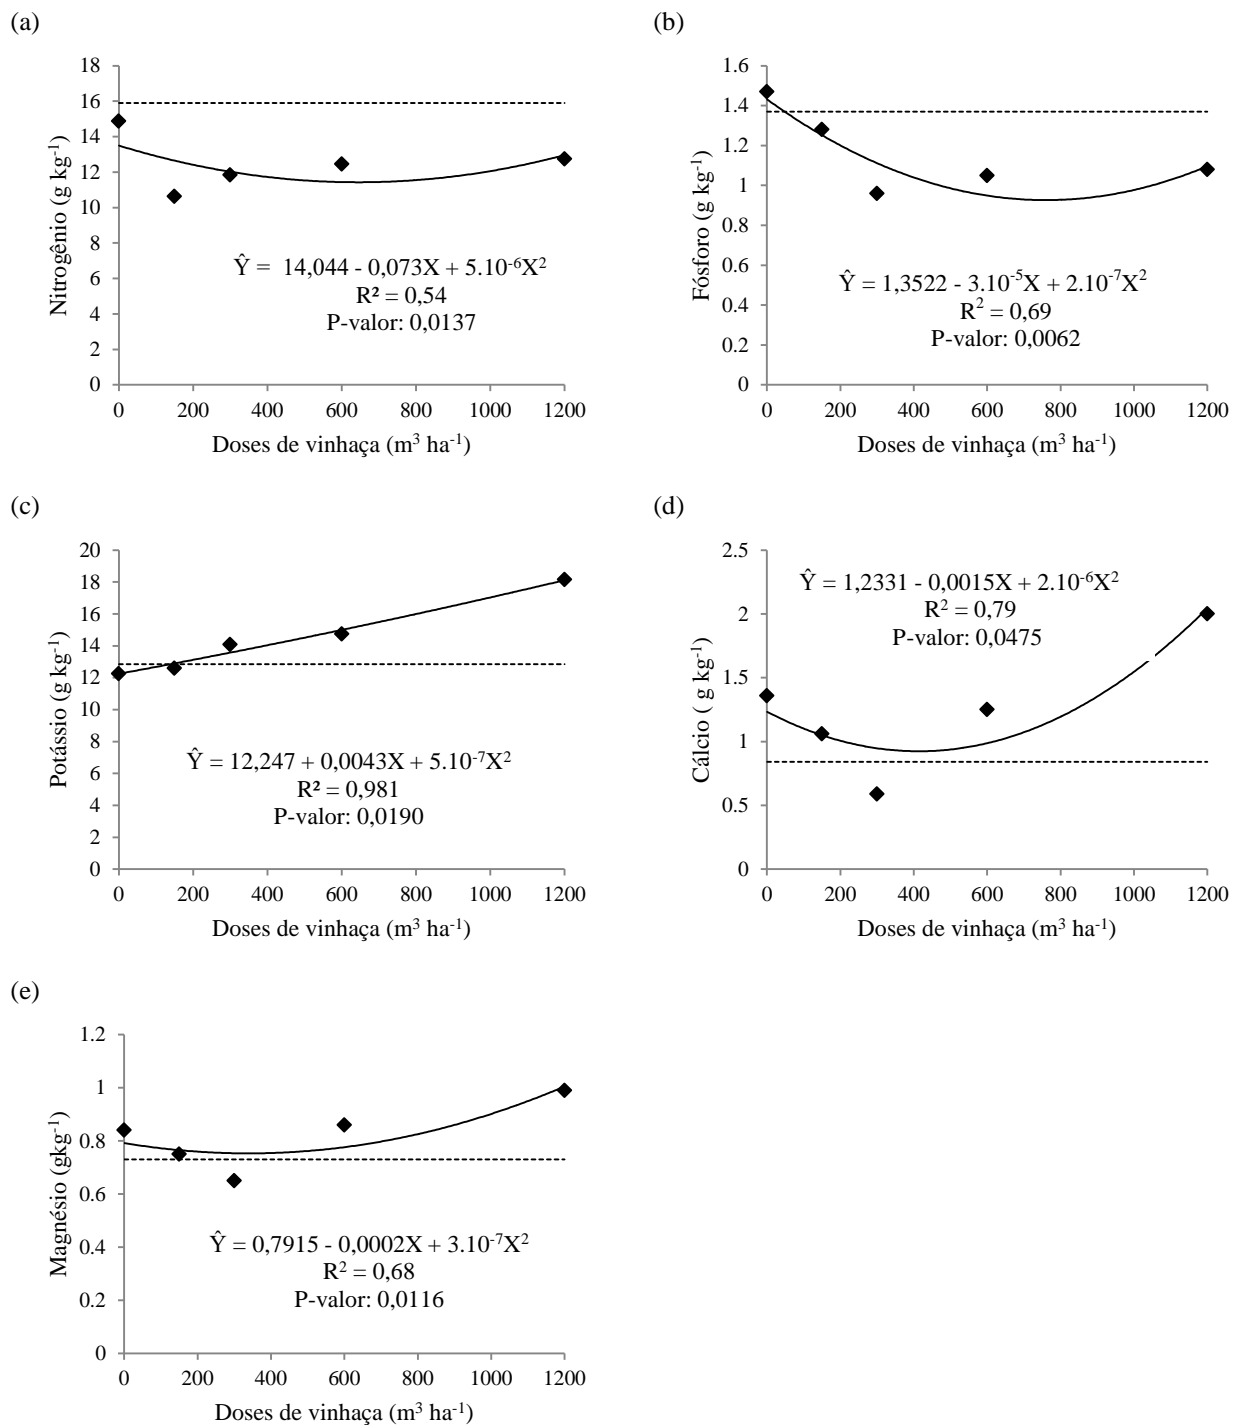 (a)
18
16
14
12
10
8
6
4
2
0
Nitrogênio (g kg⁻¹)
Ŷ = 14,044 - 0,073X + 5.10⁻⁶X²
R² = 0,54
P-valor: 0,0137
0 200 400 600 800 1000 1200
Doses de vinhaça (m³ ha⁻¹)
(b)
1.6
1.4
1.2
1
0.8
0.6
0.4
0.2
0
Fósforo (g kg⁻¹)
Ŷ = 1,3522 - 3.10⁻⁵X + 2.10⁻⁷X²
R² = 0,69
P-valor: 0,0062
0 200 400 600 800 1000 1200
Doses de vinhaça (m³ ha⁻¹)
(c)
20
18
16
14
12
10
8
6
4
2
0
Potássio (g kg⁻¹)
Ŷ = 12,247 + 0,0043X + 5.10⁻⁷X²
R² = 0,981
P-valor: 0,0190
0 200 400 600 800 1000 1200
Doses de vinhaça (m³ ha⁻¹)
(d)
2.5
2
1.5
1
0.5
0
Cálcio ( g kg⁻¹)
Ŷ = 1,2331 - 0,0015X + 2.10⁻⁶X²
R² = 0,79
P-valor: 0,0475
0 200 400 600 800 1000 1200
Doses de vinhaça (m³ ha⁻¹)
(e)
1.2
1
0.8
0.6
0.4
0.2
0
Magnésio (gkg⁻¹)
Ŷ = 0,7915 - 0,0002X + 3.10⁻⁷X²
R² = 0,68
P-valor: 0,0116
0 200 400 600 800 1000 1200
Doses de vinhaça (m³ ha⁻¹)